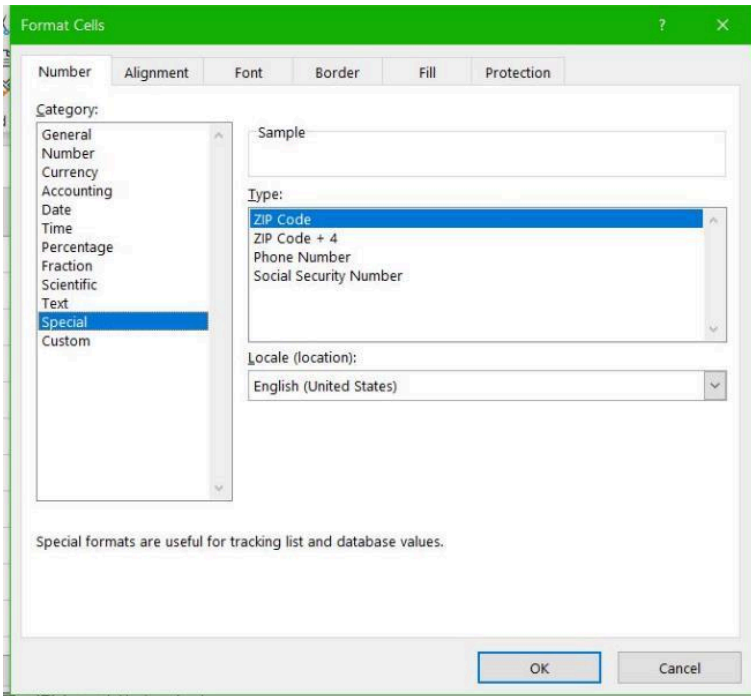 Format Cells ?
Number Alignment Font Border Fill Protection
Category:
General
Number
Currency
Accounting
Date
Time
Percentage
Fraction
Scientific
Text
Special
Custom
Sample
Type:
ZIP Code
ZIP Code + 4
Phone Number
Social Security Number
Locale (location):
English (United States)
Special formats are useful for tracking list and database values.
OK Cancel